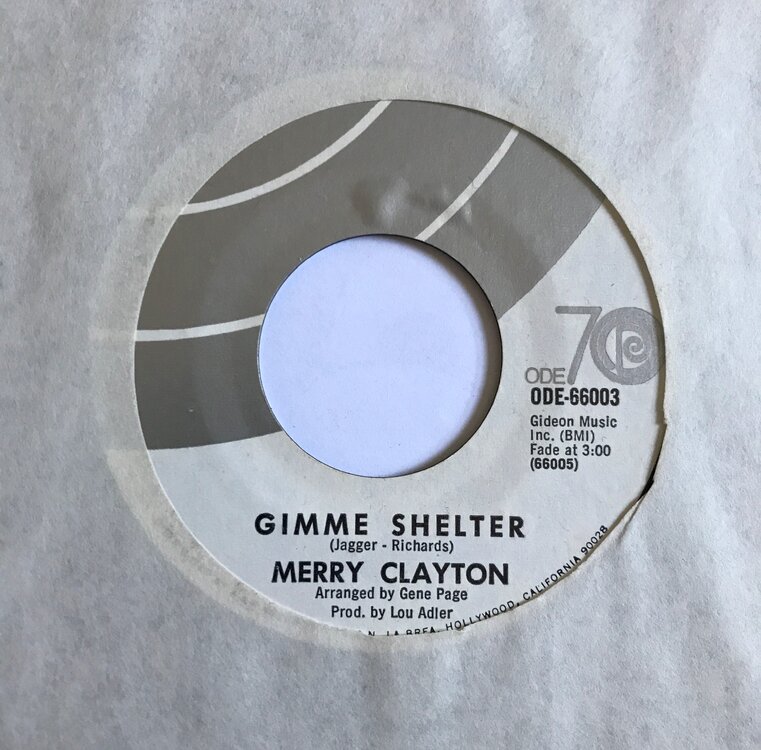 ODE 70
ODE-66003
Gideon Music
Inc. (BMI)
Fade at 3:00
(66005)
GIMME SHELTER
(Jagger - Richards)
MERRY CLAYTON
Arranged by Gene Page
Prod. by Lou Adler
N. LA BREA, HOLLYWOOD, CALIFORNIA 90028